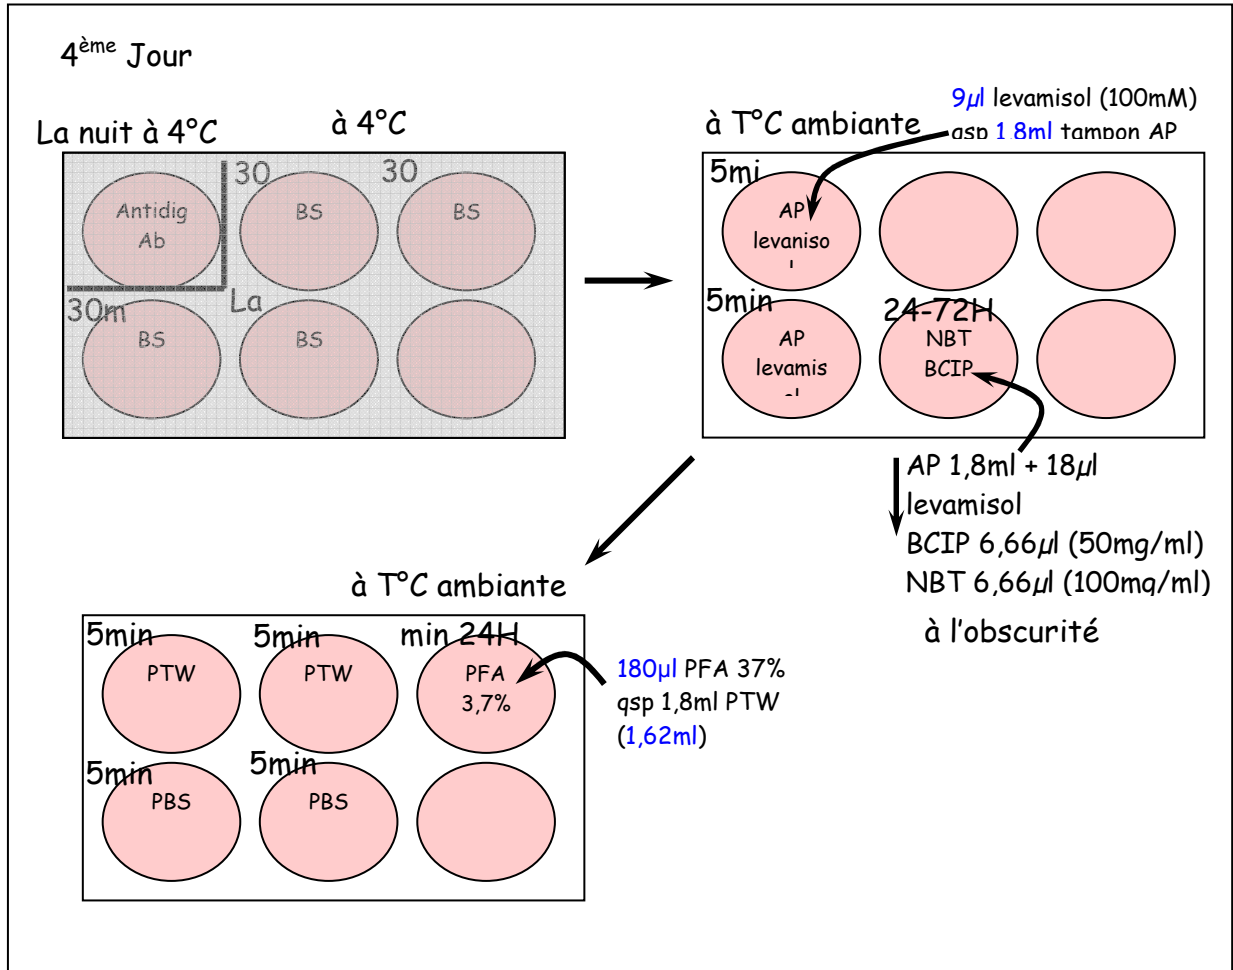 4ème Jour
La nuit à 4°C
à 4°C
30
30
Antidig
Ab
BS
BS
30m
La
BS
BS
à T°C ambiante
9µl levamisol (100mM)
qsp 1,8ml tampon AP
5mi
AP
levaniso
l
5min
24-72H
AP
levamis
ol
NBT
BCIP
AP 1,8ml + 18µl
levamisol
BCIP 6,66µl (50mg/ml)
NBT 6,66µl (100mg/ml)
à l'obscurité
à T°C ambiante
5min
5min
min 24H
PTW
PTW
PFA
3,7%
180µl PFA 37%
qsp 1,8ml PTW
(1,62ml)
5min
5min
PBS
PBS